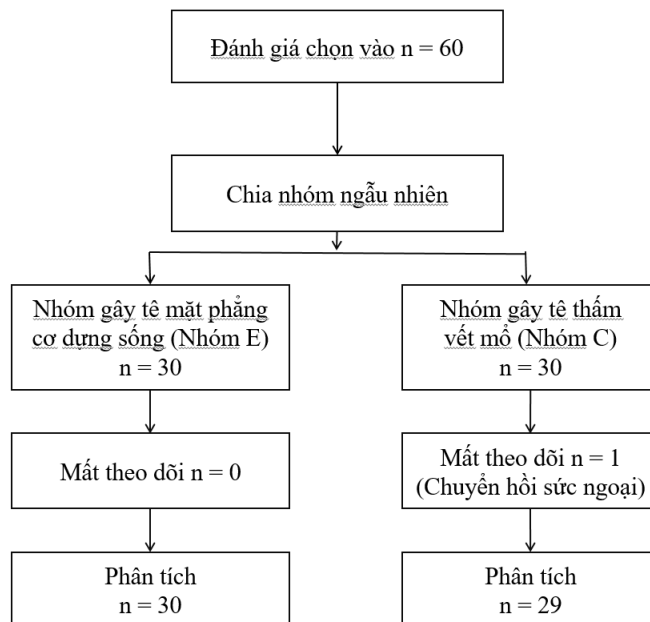 Đánh giá chọn vào n = 60
Chia nhóm ngẫu nhiên
Nhóm gây tê mặt phẳng
cơ dựng sống (Nhóm E)
n = 30
Nhóm gây tê thấm
vết mổ (Nhóm C)
n = 30
Mất theo dõi n = 0
Mất theo dõi n = 1
(Chuyển hồi sức ngoại)
Phân tích
n = 30
Phân tích
n = 29